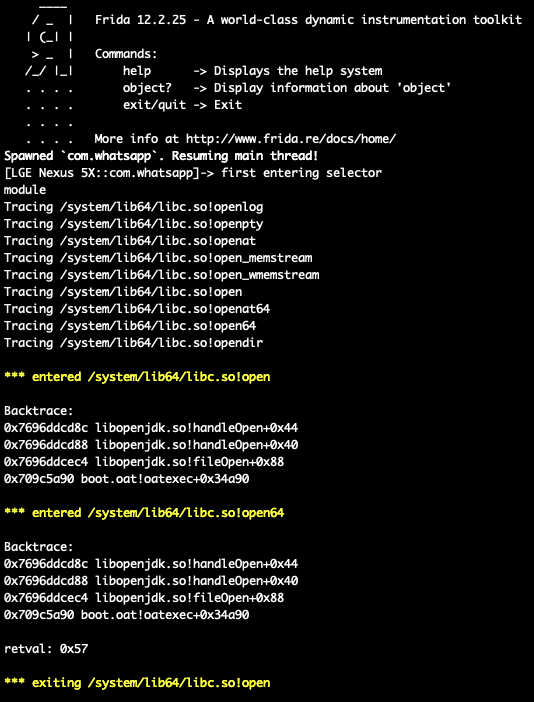 ____
/ _  |   Frida 12.2.25 - A world-class dynamic instrumentation toolkit
| (_| |
> _  |   Commands:
/_/ |_|       help      -> Displays the help system
. . . .       object?   -> Display information about 'object'
. . . .       exit/quit -> Exit
. . . .
. . . .   More info at http://www.frida.re/docs/home/
Spawned `com.whatsapp`. Resuming main thread!
[LGE Nexus 5X::com.whatsapp]-> first entering selector
module
Tracing /system/lib64/libc.so!openlog
Tracing /system/lib64/libc.so!openpty
Tracing /system/lib64/libc.so!openat
Tracing /system/lib64/libc.so!open_memstream
Tracing /system/lib64/libc.so!open_wmemstream
Tracing /system/lib64/libc.so!open
Tracing /system/lib64/libc.so!openat64
Tracing /system/lib64/libc.so!open64
Tracing /system/lib64/libc.so!opendir
*** entered /system/lib64/libc.so!open
Backtrace:
0x7696ddcd8c libopenjdk.so!handleOpen+0x44
0x7696ddcd88 libopenjdk.so!handleOpen+0x40
0x7696ddcec4 libopenjdk.so!fileOpen+0x88
0x709c5a90 boot.oat!oatexec+0x34a90
*** entered /system/lib64/libc.so!open64
Backtrace:
0x7696ddcd8c libopenjdk.so!handleOpen+0x44
0x7696ddcd88 libopenjdk.so!handleOpen+0x40
0x7696ddcec4 libopenjdk.so!fileOpen+0x88
0x709c5a90 boot.oat!oatexec+0x34a90
retval: 0x57
*** exiting /system/lib64/libc.so!open